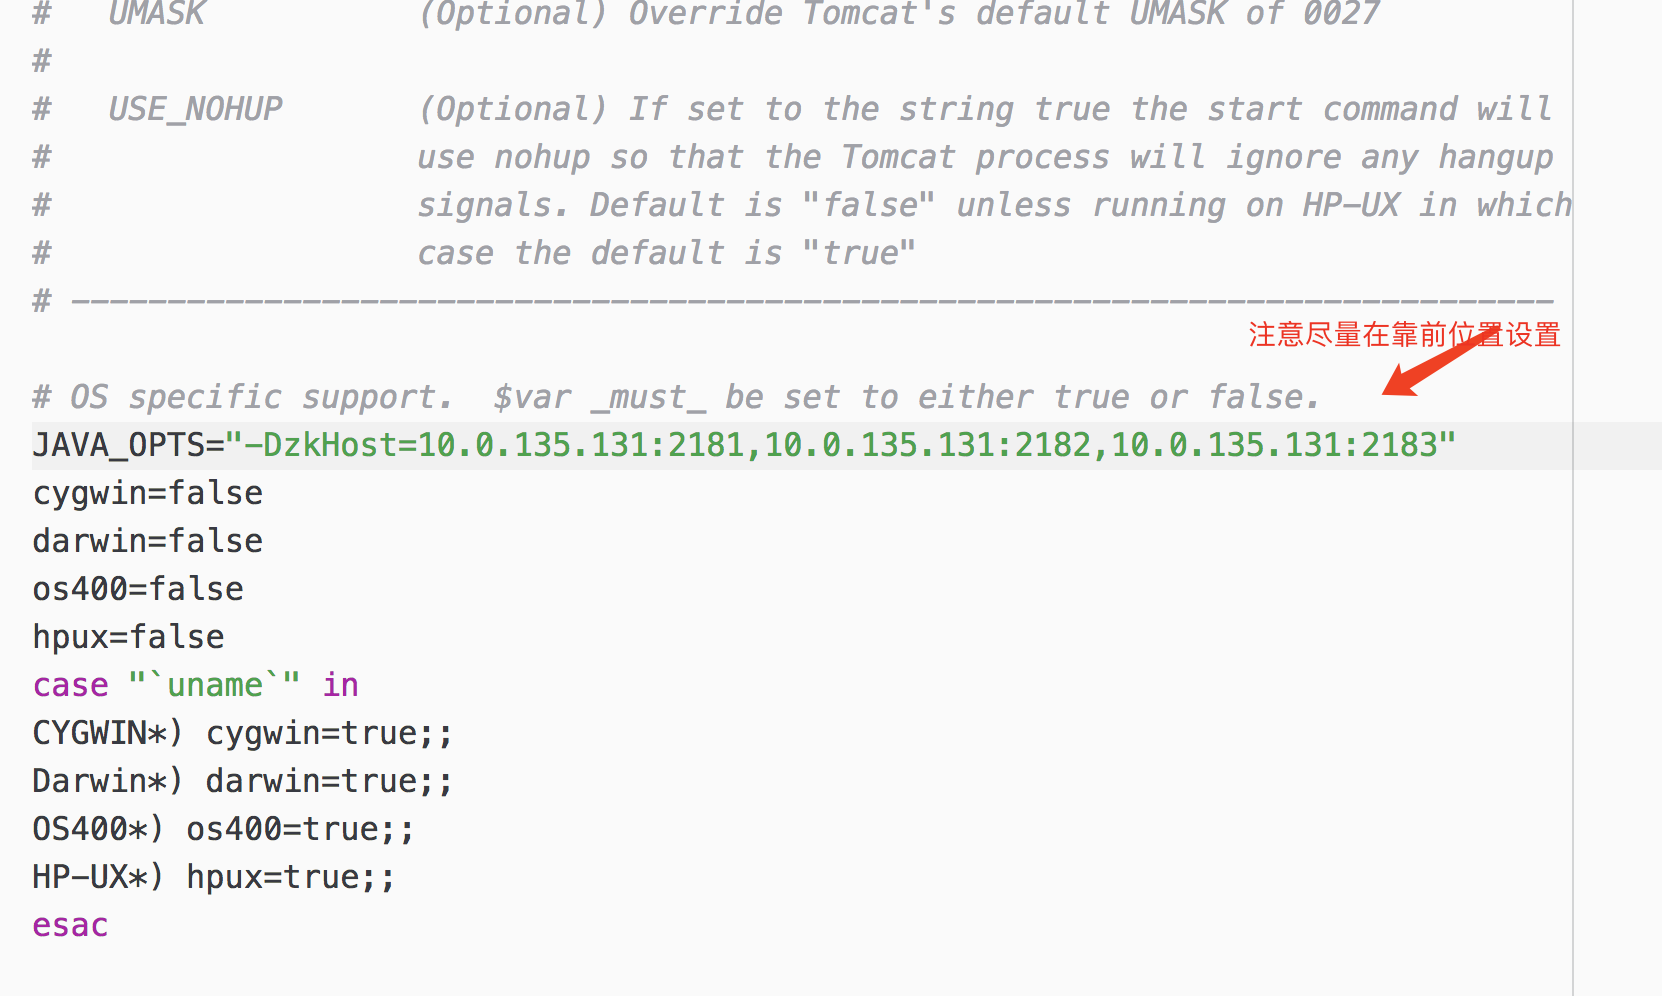 #   UMASK           (Optional) Override Tomcat's default UMASK of 0027
#
#   USE_NOHUP       (Optional) If set to the string true the start command will
#                   use nohup so that the Tomcat process will ignore any hangup
#                   signals. Default is "false" unless running on HP-UX in which
#                   case the default is "true"
# -----------------------------------------------------------------------------
注意尽量在靠前位置设置
# OS specific support.  $var _must_ be set to either true or false.
JAVA_OPTS="-DzkHost=10.0.135.131:2181,10.0.135.131:2182,10.0.135.131:2183"
cygwin=false
darwin=false
os400=false
hpux=false
case "`uname`" in
CYGWIN*) cygwin=true;;
Darwin*) darwin=true;;
OS400*) os400=true;;
HP-UX*) hpux=true;;
esac